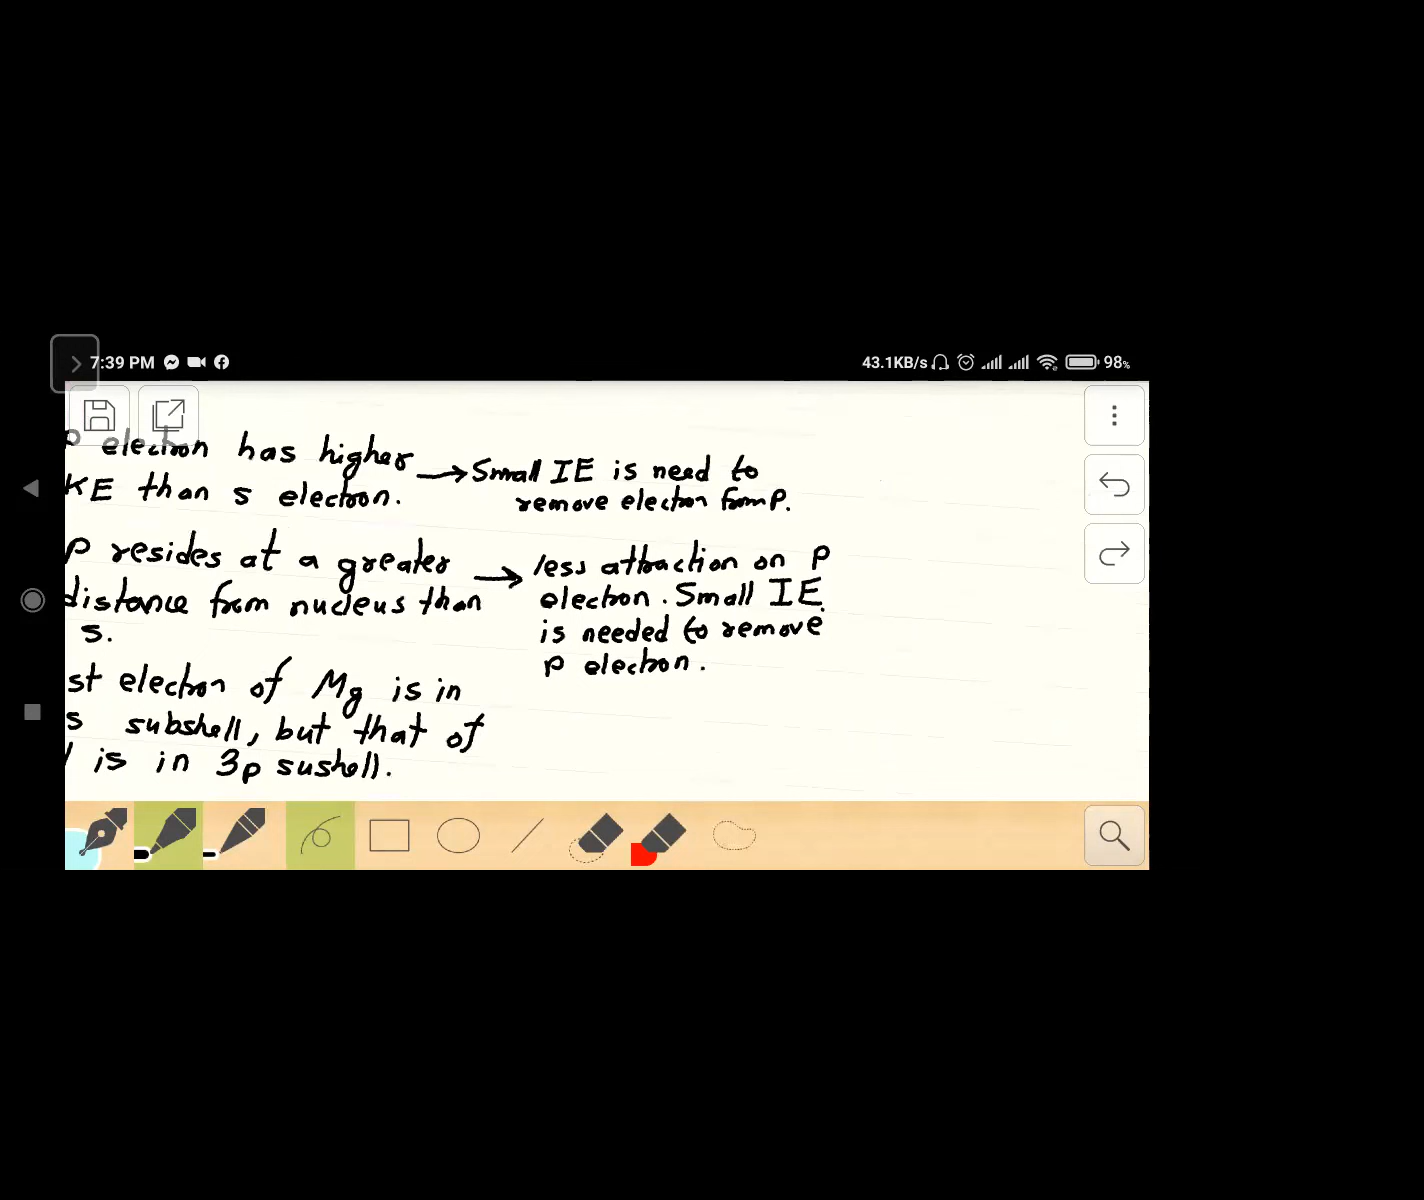 7:39 PM
43.1KB/s 98%
P electron has higher
KE than s electron.
→ Small IE is need to
remove electron from P.
P resides at a greater
distance from nucleus than
s.
→ less attraction on P
electron. Small IE
is needed to remove
P electron.
st electron of Mg is in
s subshell, but that of
l is in 3p sushell.